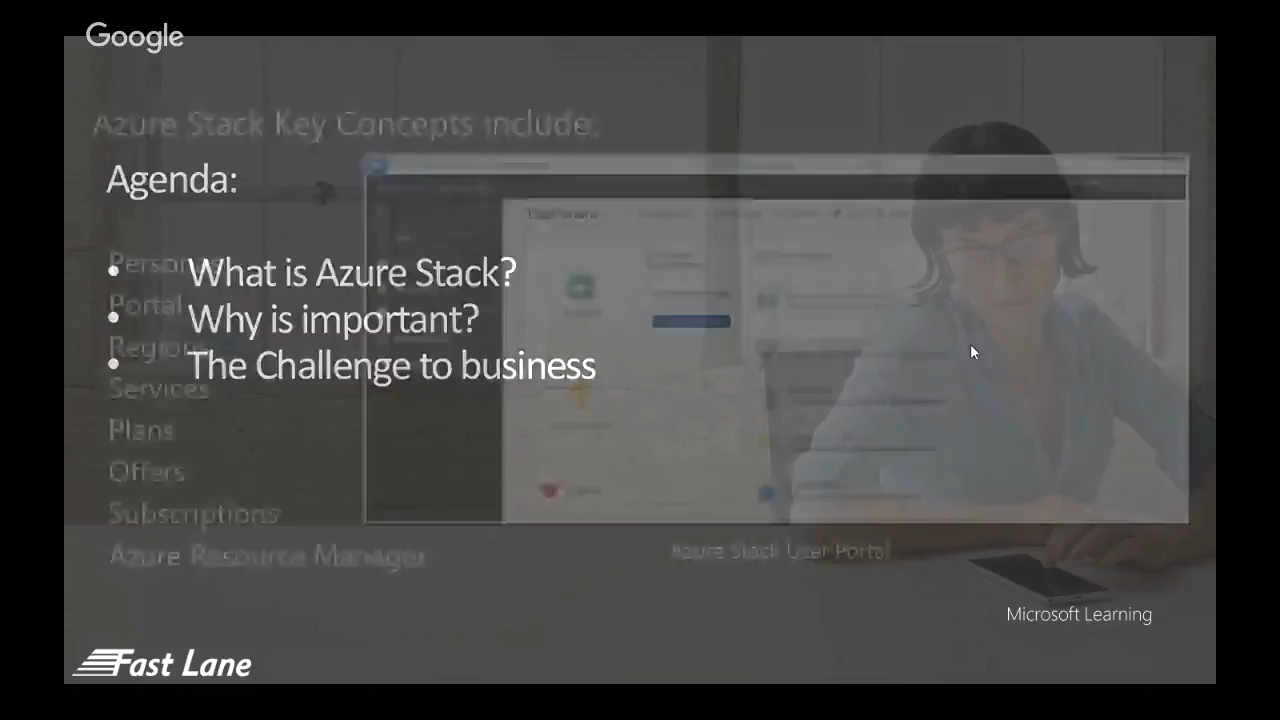 Google
Azure Stack Key Concepts include:
Agenda:
• What is Azure Stack?
• Why is important?
• The Challenge to business
Personas
Portal
Regions
Services
Plans
Offers
Subscriptions
Azure Resource Manager
Dashboard
Azure Stack User Portal
Microsoft Learning
Fast Lane